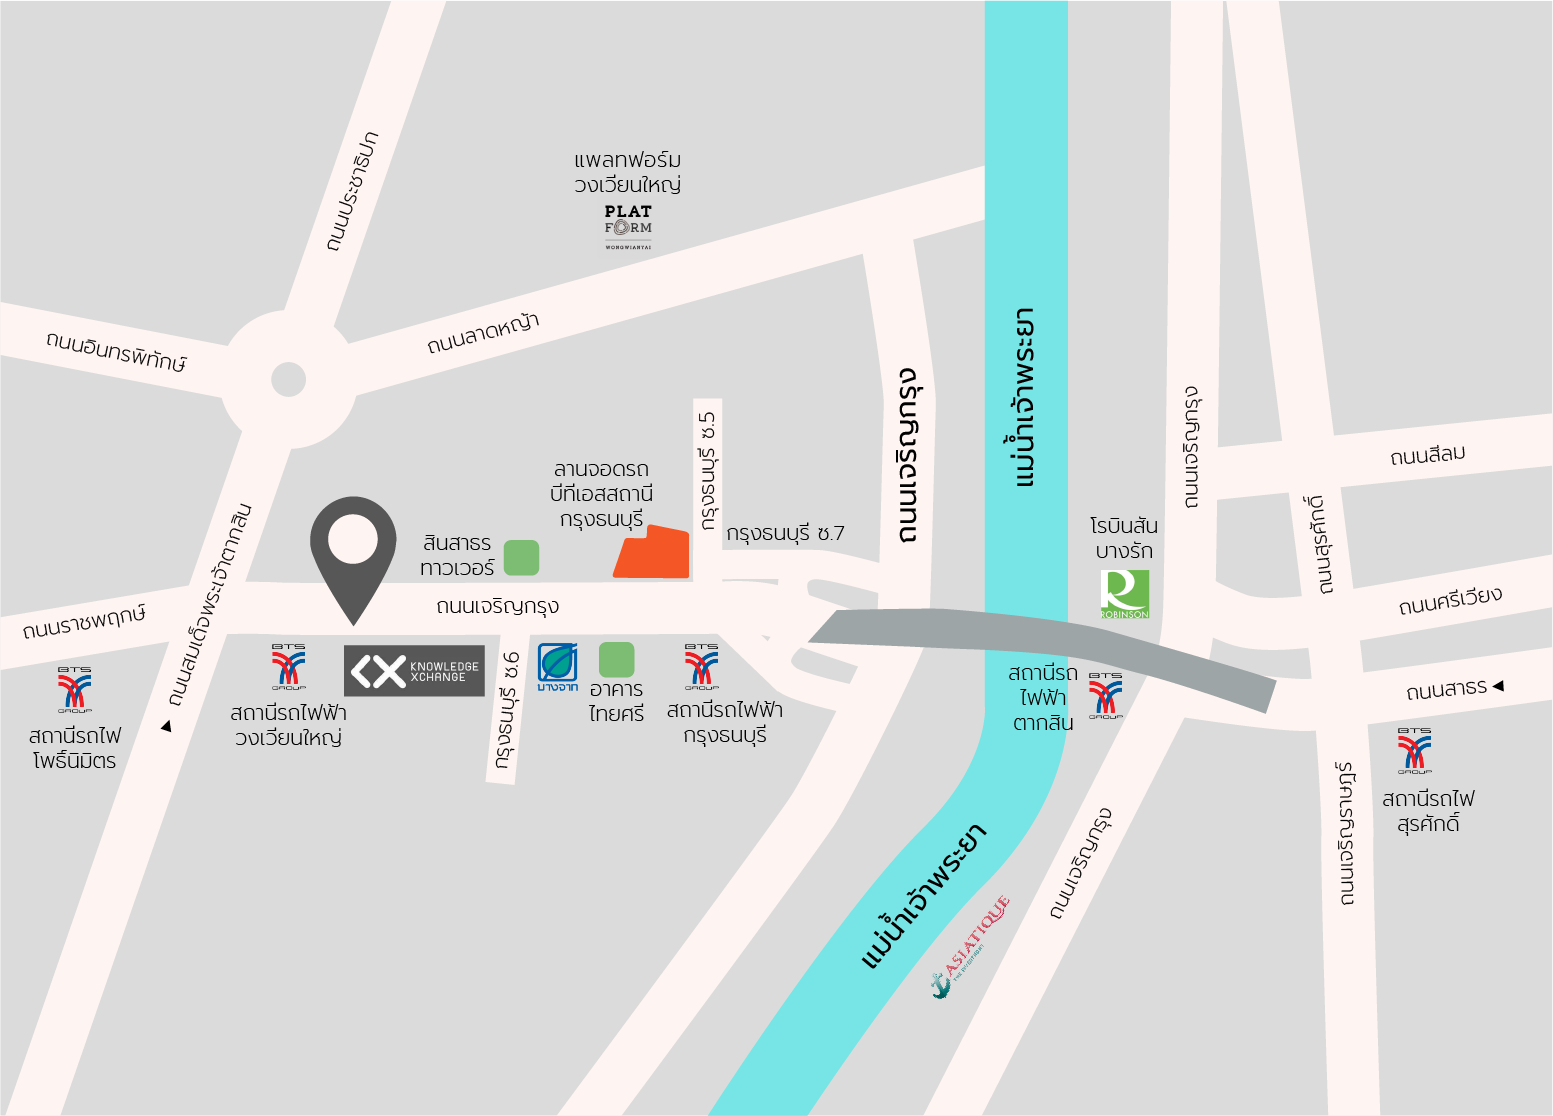 ถนนประชาธิปก
แพลทฟอร์ม
วงเวียนใหญ่
PLAT
FORM
WONGWIANYAI
ถนนอินทรพิทักษ์
ถนนลาดหญ้า
แม่น้ำเจ้าพระยา
ถนนเจริญกรุง
ถนนเจริญกรุง
ถนนสีลม
กรุงธนบุรี ซ.5
ลานจอดรถ
บีทีเอสสถานี
กรุงธนบุรี
กรุงธนบุรี ซ.7
สินสาธร
ทาวเวอร์
โรบินสัน
บางรัก
ROBINSON
ถนนสุรศักดิ์
ถนนศรีเวียง
ถนนราชพฤกษ์
ถนนสมเด็จพระเจ้าตากสิน
ถนนเจริญกรุง
BTS
GROUP
สถานีรถไฟ
โพธิ์นิมิตร
BTS
GROUP
สถานีรถไฟฟ้า
วงเวียนใหญ่
KNOWLEDGE
XCHANGE
กรุงธนบุรี ซ.6
บางจาก
อาคาร
ไทยศรี
BTS
GROUP
สถานีรถไฟฟ้า
กรุงธนบุรี
สถานีรถ
ไฟฟ้า
ตากสิน
BTS
GROUP
ถนนสาธร
BTS
GROUP
สถานีรถไฟ
สุรศักดิ์
ถนนเจริญราษฎร์
ถนนเจริญกรุง
แม่น้ำเจ้าพระยา
ASIATIQUE
THE RIVERFRONT